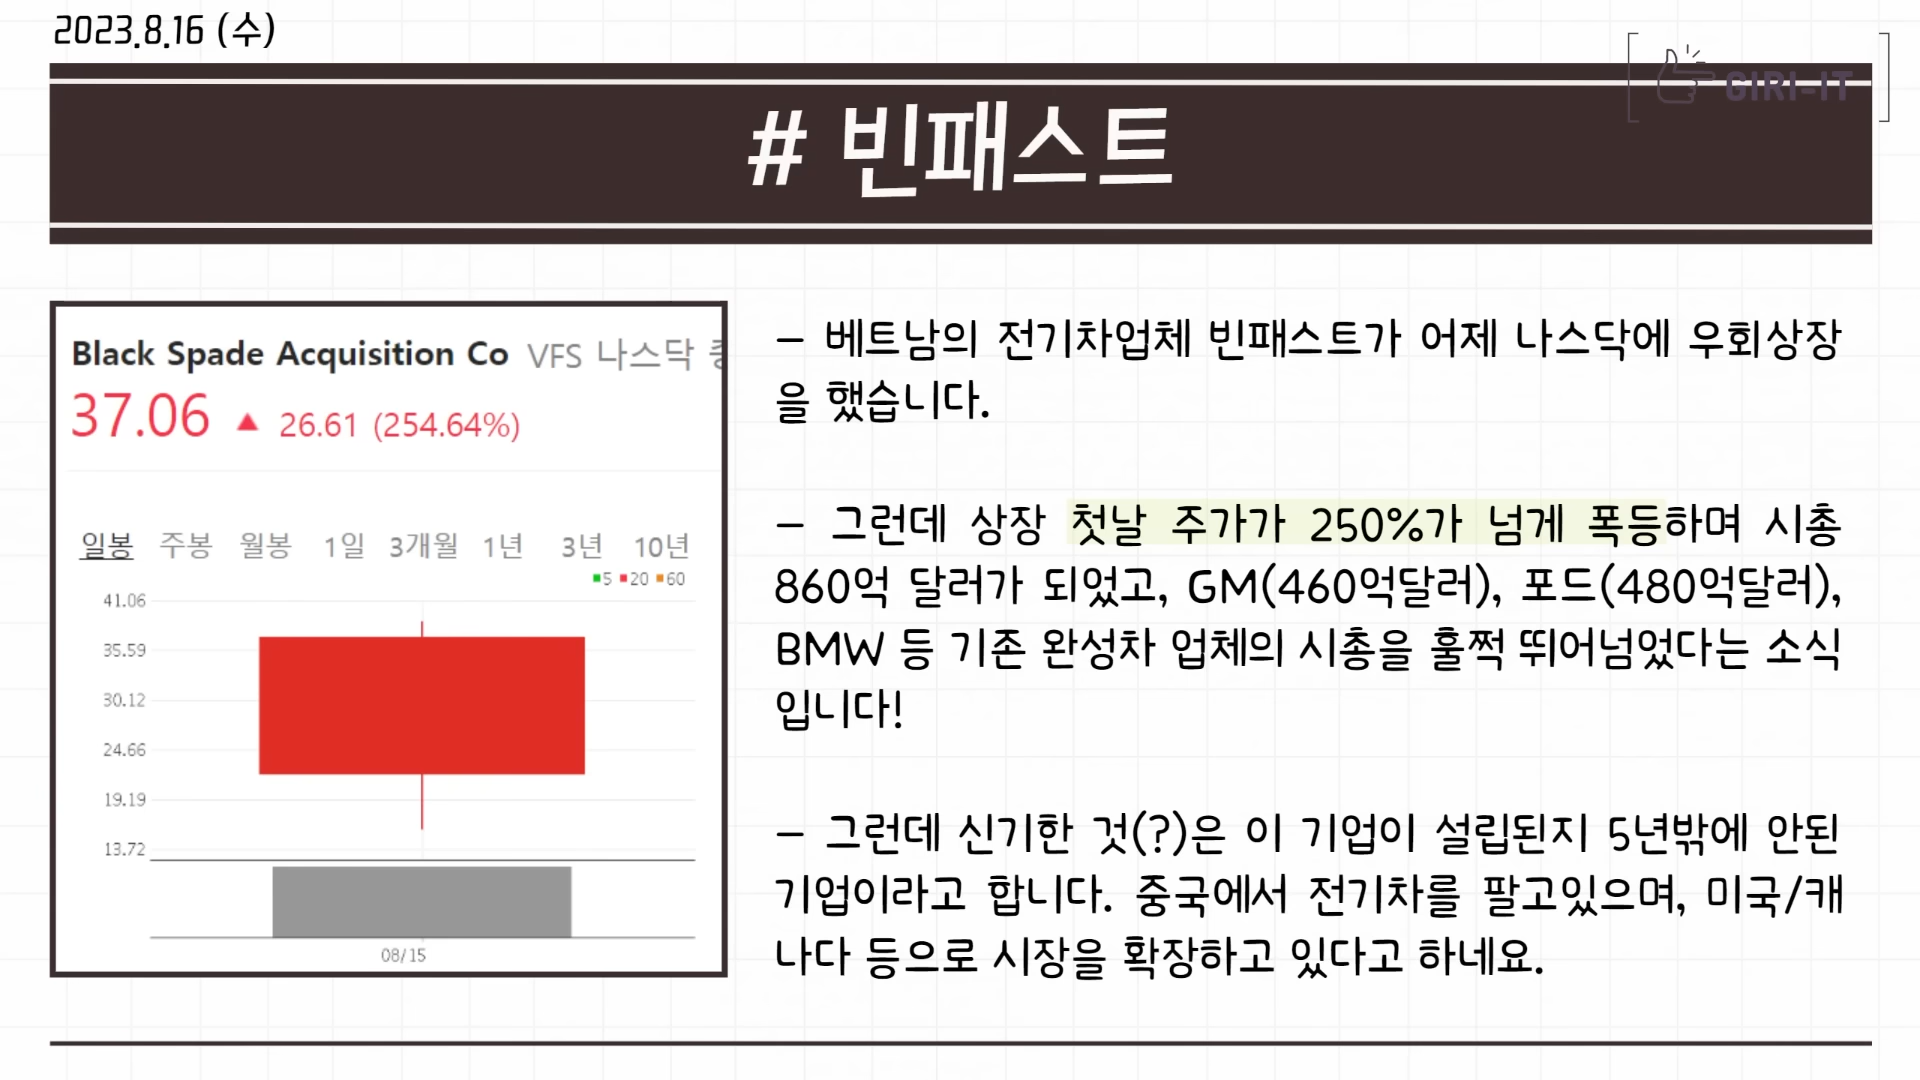 2023.8.16 (수)
GIRI-IT
# 빈패스트
Black Spade Acquisition Co VFS 나스닥
37.06 ▲ 26.61 (254.64%)
일봉 주봉 월봉 1일 3개월 1년 3년 10년
5 20 60
41.06
35.59
30.12
24.66
19.19
13.72
08/15
- 베트남의 전기차업체 빈패스트가 어제 나스닥에 우회상장
을 했습니다.
- 그런데 상장 첫날 주가가 250%가 넘게 폭등하며 시총
860억 달러가 되었고, GM(460억달러), 포드(480억달러),
BMW 등 기존 완성차 업체의 시총을 훌쩍 뛰어넘었다는 소식
입니다!
- 그런데 신기한 것(?)은 이 기업이 설립된지 5년밖에 안된
기업이라고 합니다. 중국에서 전기차를 팔고있으며, 미국/캐
나다 등으로 시장을 확장하고 있다고 하네요.